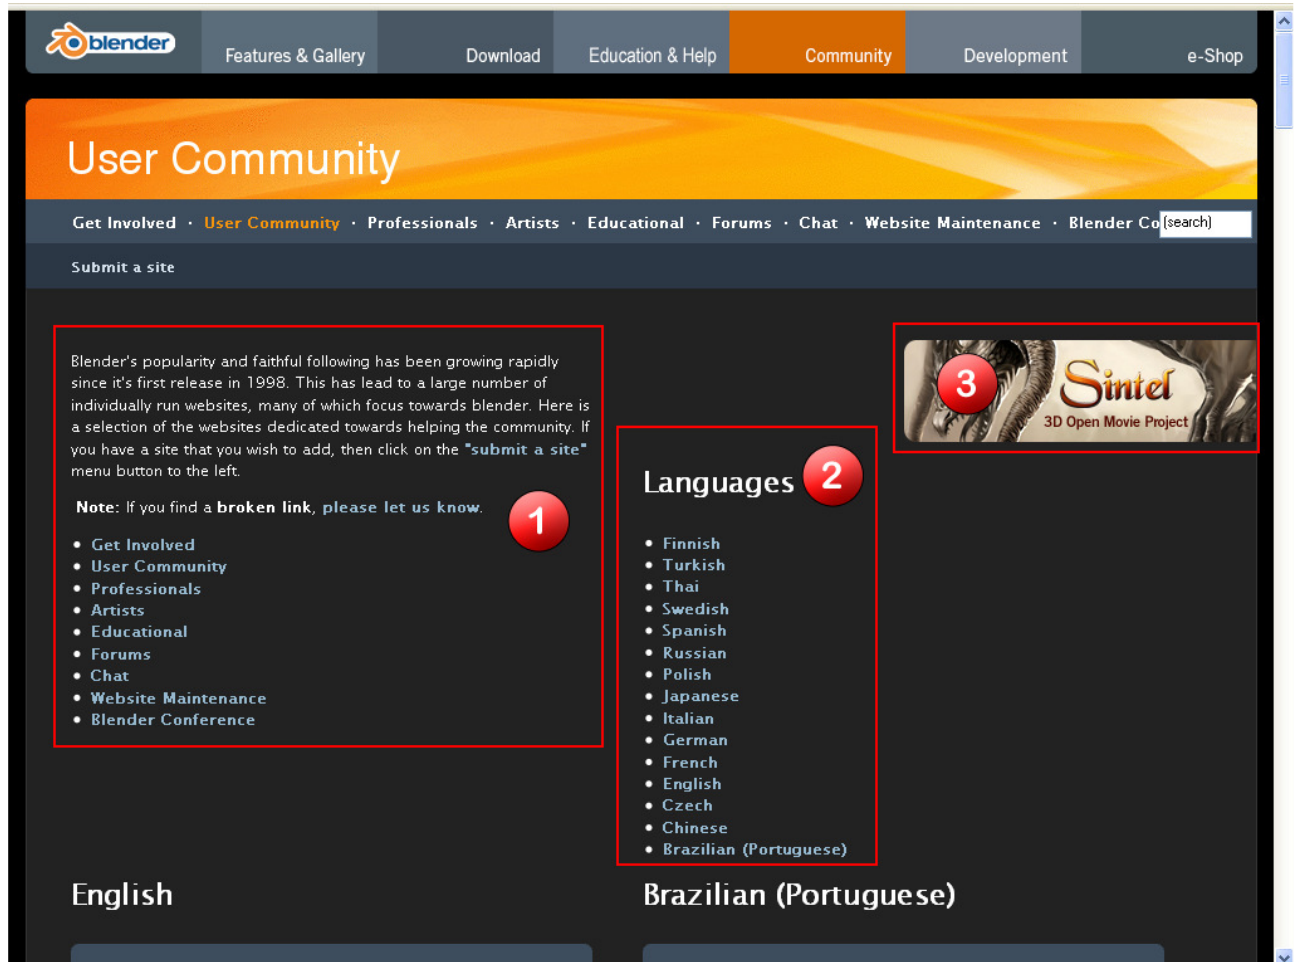 blender
Features & Gallery
Download
Education & Help
Community
Development
e-Shop
User Community
Get Involved · User Community · Professionals · Artists · Educational · Forums · Chat · Website Maintenance · Blender Co
(search)
Submit a site
Blender's popularity and faithful following has been growing rapidly
since it's first release in 1998. This has lead to a large number of
individually run websites, many of which focus towards blender. Here is
a selection of the websites dedicated towards helping the community. If
you have a site that you wish to add, then click on the "submit a site"
menu button to the left.
Note: If you find a broken link, please let us know.
1
• Get Involved
• User Community
• Professionals
• Artists
• Educational
• Forums
• Chat
• Website Maintenance
• Blender Conference
Languages
2
• Finnish
• Turkish
• Thai
• Swedish
• Spanish
• Russian
• Polish
• Japanese
• Italian
• German
• French
• English
• Czech
• Chinese
• Brazilian (Portuguese)
3
Sintel
3D Open Movie Project
English
Brazilian (Portuguese)